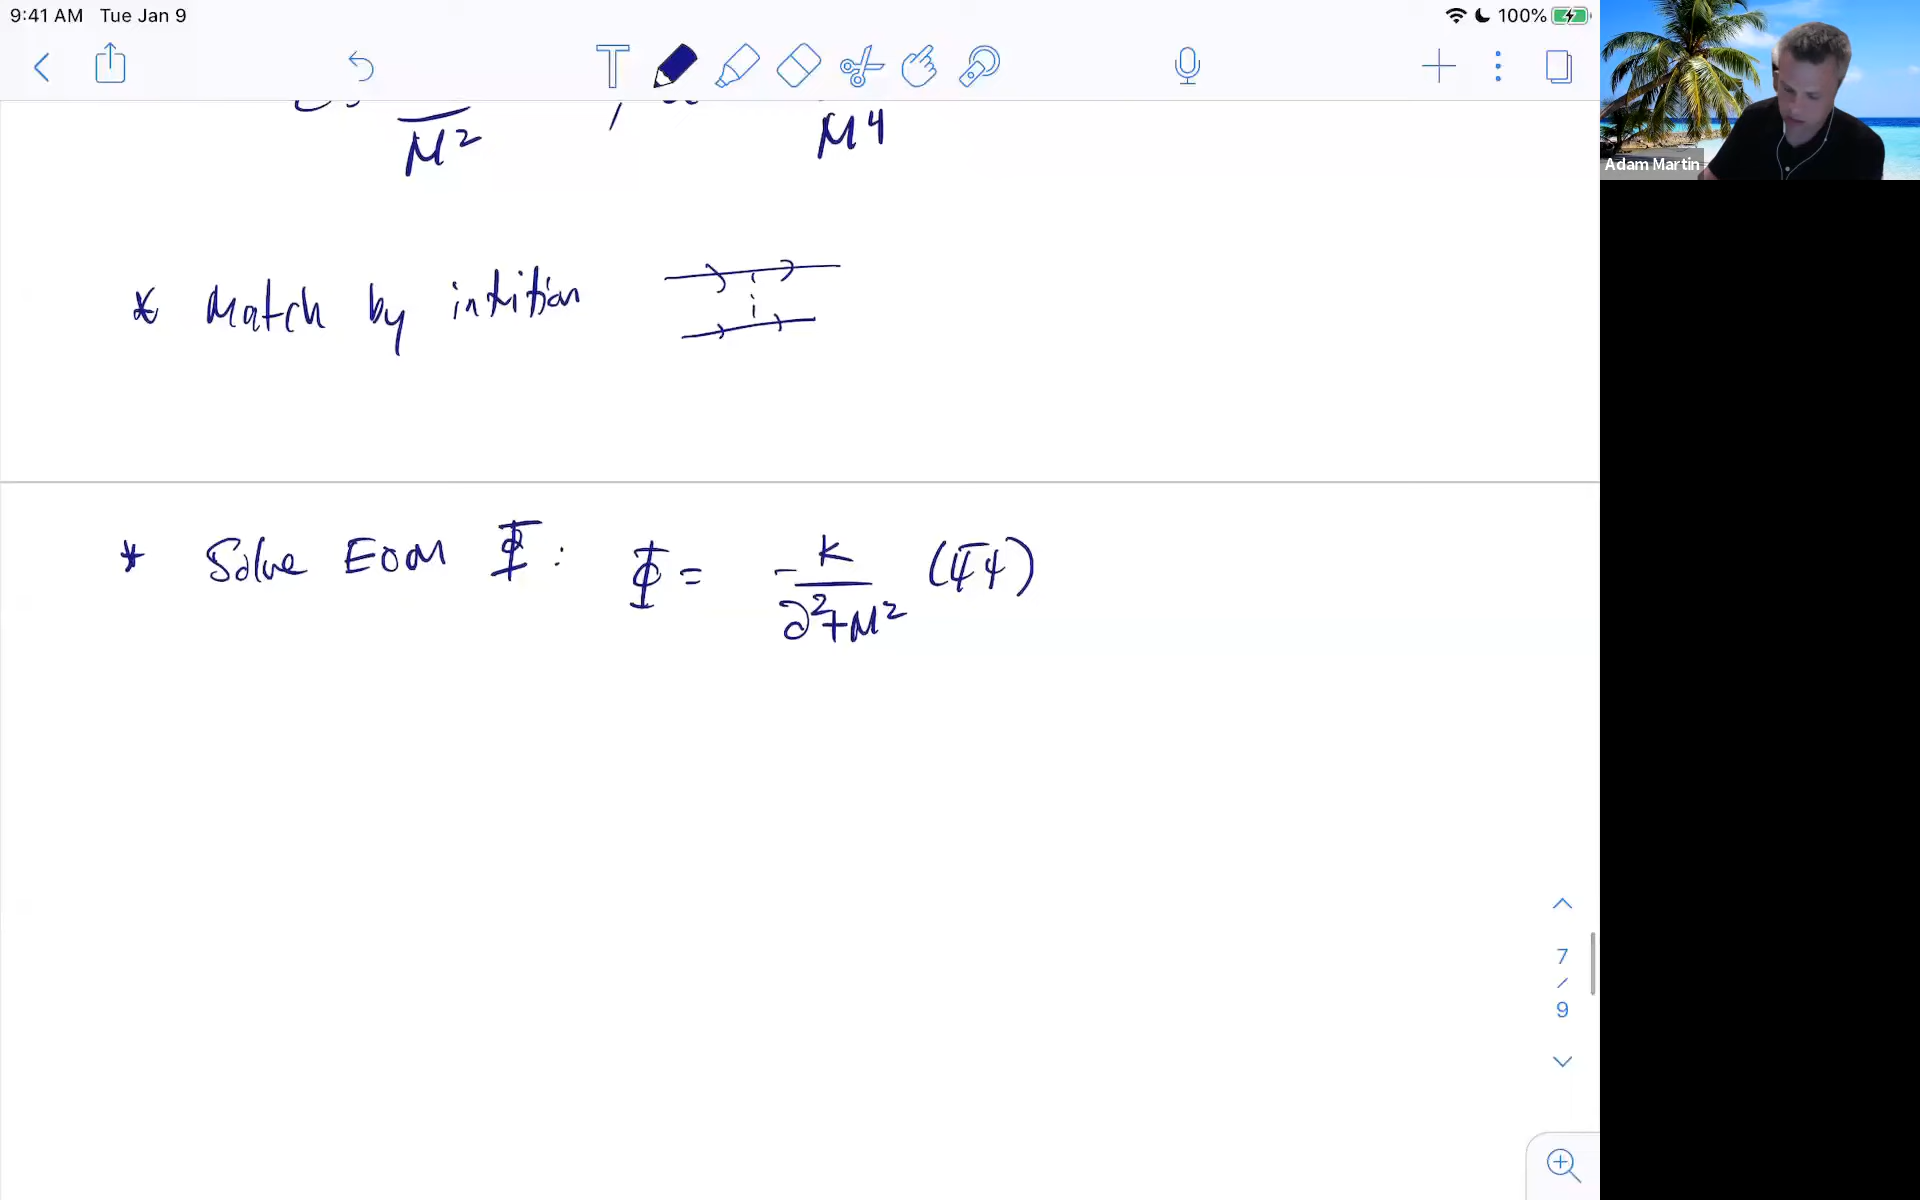 9:41 AM Tue Jan 9
100%
Adam Martin
M²
, M⁴
* Match by intition
* Solve EOM Φ : Φ = -K/(∂²+M²) (Ψ̄Ψ)
7
/
9